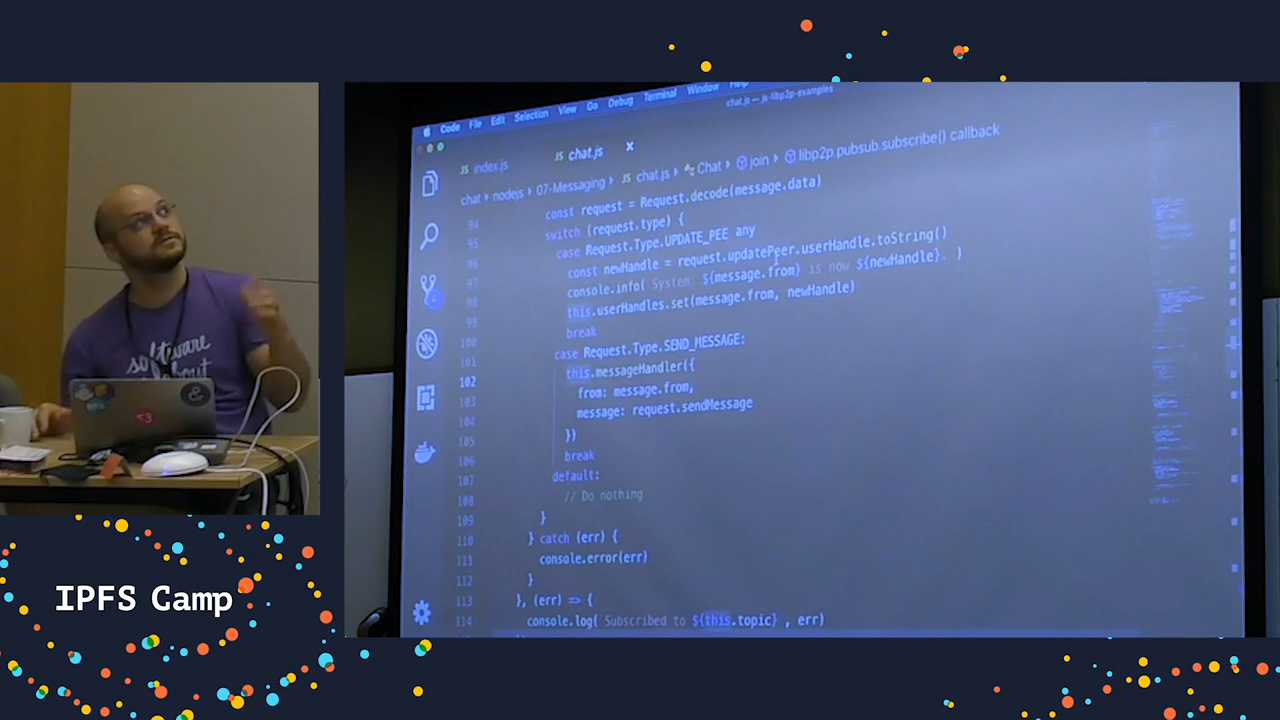 Code File Edit Selection View Go Debug Terminal Window Help
chat.js — js-libp2p-examples
JS index.js JS chat.js x
chat › nodejs › 07-Messaging › JS chat.js › Chat › join › libp2p.pubsub.subscribe() callback
const request = Request.decode(message.data)
94 switch (request.type) {
95 case Request.Type.UPDATE_PEE any
96 const newHandle = request.updatePeer.userHandle.toString()
97 console.info( System: ${message.from} is now ${newHandle}. )
98 this.userHandles.set(message.from, newHandle)
99 break
100 case Request.Type.SEND_MESSAGE:
101 this.messageHandler({
102 from: message.from,
103 message: request.sendMessage
104 })
105 break
106 default:
107 // Do nothing
108 }
109 } catch (err) {
110 console.error(err)
111 }
112 }, (err) => {
113 console.log( Subscribed to ${this.topic} , err)
114
software
about
IPFS Camp